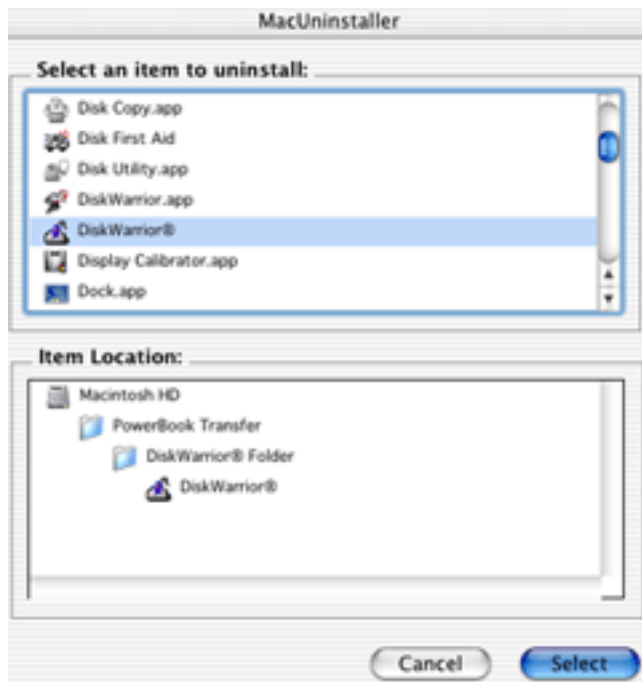 MacUninstaller
Select an item to uninstall:
Disk Copy.app
Disk First Aid
Disk Utility.app
DiskWarrior.app
DiskWarrior®
Display Calibrator.app
Dock.app
Item Location:
Macintosh HD
PowerBook Transfer
DiskWarrior® Folder
DiskWarrior®
Cancel Select